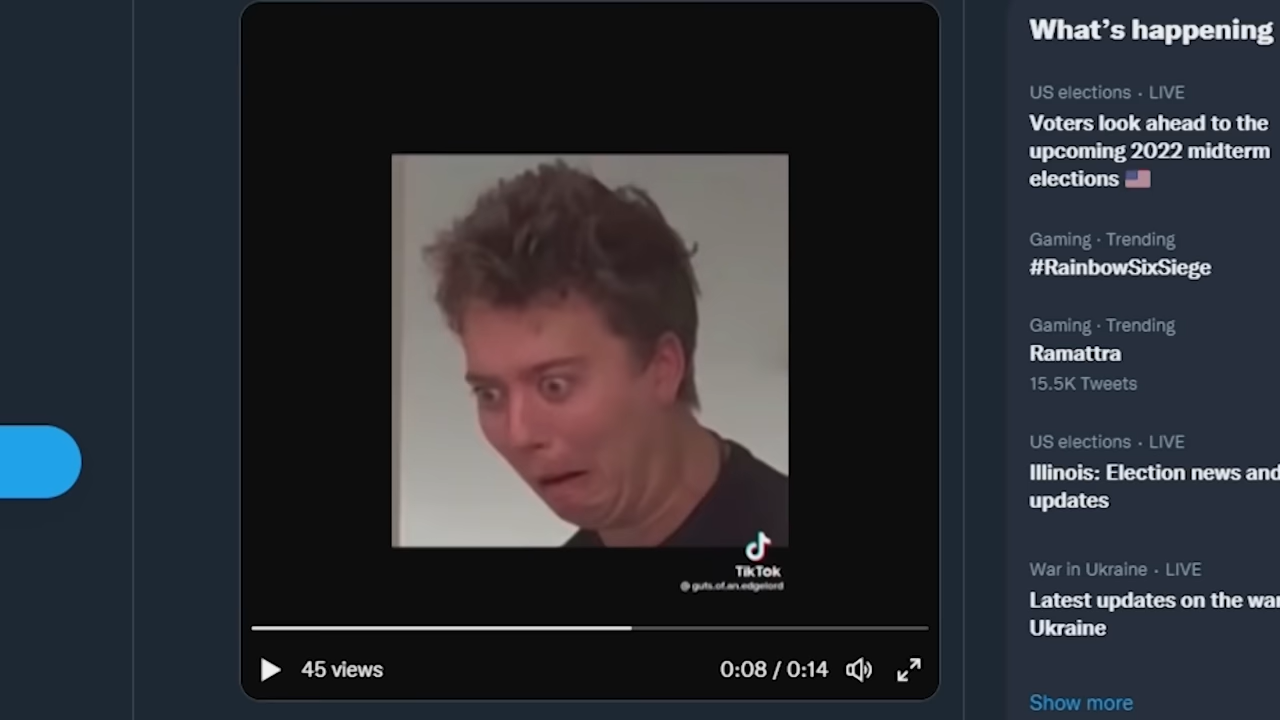 What's happening
US elections · LIVE
Voters look ahead to the
upcoming 2022 midterm
elections 🇺🇸
Gaming · Trending
#RainbowSixSiege
Gaming · Trending
Ramattra
15.5K Tweets
US elections · LIVE
Illinois: Election news and
updates
War in Ukraine · LIVE
Latest updates on the war
Ukraine
Show more
TikTok
@ guts.of.an.edgelord
45 views
0:08 / 0:14